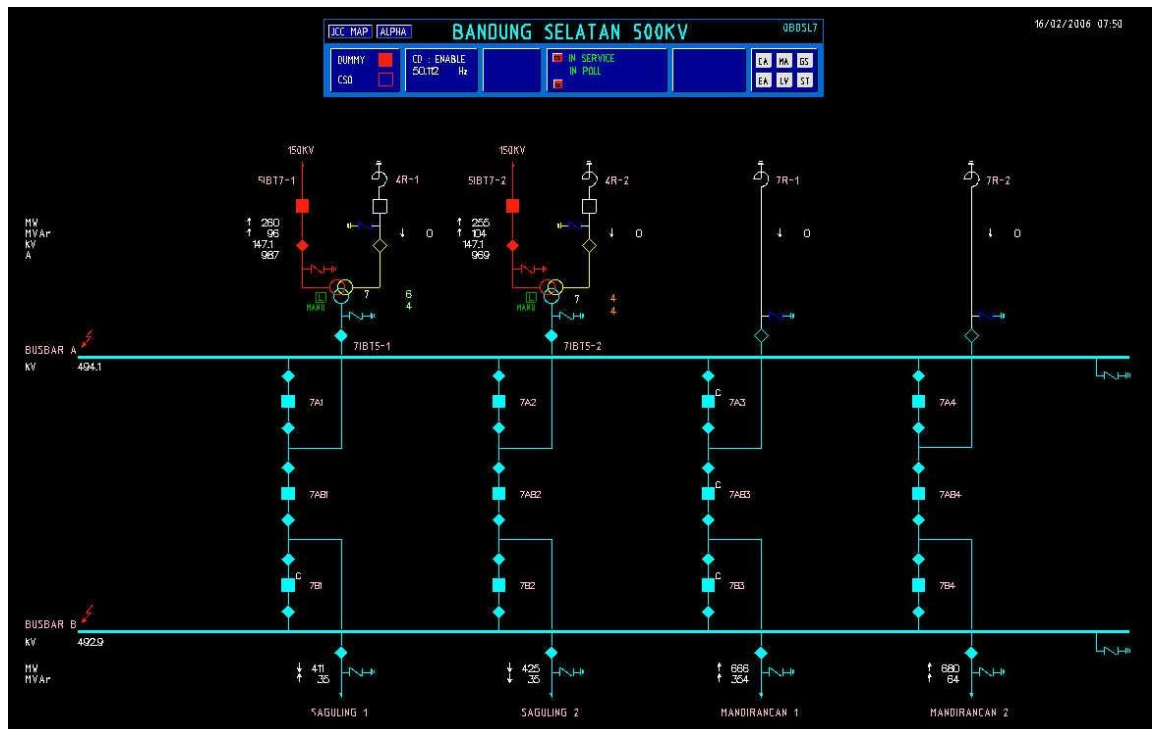 JCC MAP ALPHA BANDUNG SELATAN 500KV 0BDSL7 16/02/2006 07:50
DUMMY CD : ENABLE IN SERVICE CA MA GS
50.112 Hz IN POLL
CSD EA LV ST
150KV 150KV
5IBT7-1 4R-1 5IBT7-2 4R-2 7R-1 7R-2
MW ↑ 260 ↑ 255
MVAr ↑ 96 ↓ 0 ↑ 104 ↓ 0 ↓ 0 ↓ 0
KV 147.1 147.1
A 987 969
L 7 6 L 7 4
MANU 4 MANU 4
7IBT5-1 7IBT5-2
BUSBAR A
KV 494.1
7A1 7A2 C 7A3 7A4
7AB1 7AB2 C 7AB3 7AB4
C 7B1 7B2 7B3 7B4
BUSBAR B
KV 492.9
MW ↓ 411 ↓ 425 ↑ 666 ↑ 680
MVAr ↑ 35 ↓ 35 ↑ 354 ↑ 64
SAGULING 1 SAGULING 2 MANDIRANCAN 1 MANDIRANCAN 2